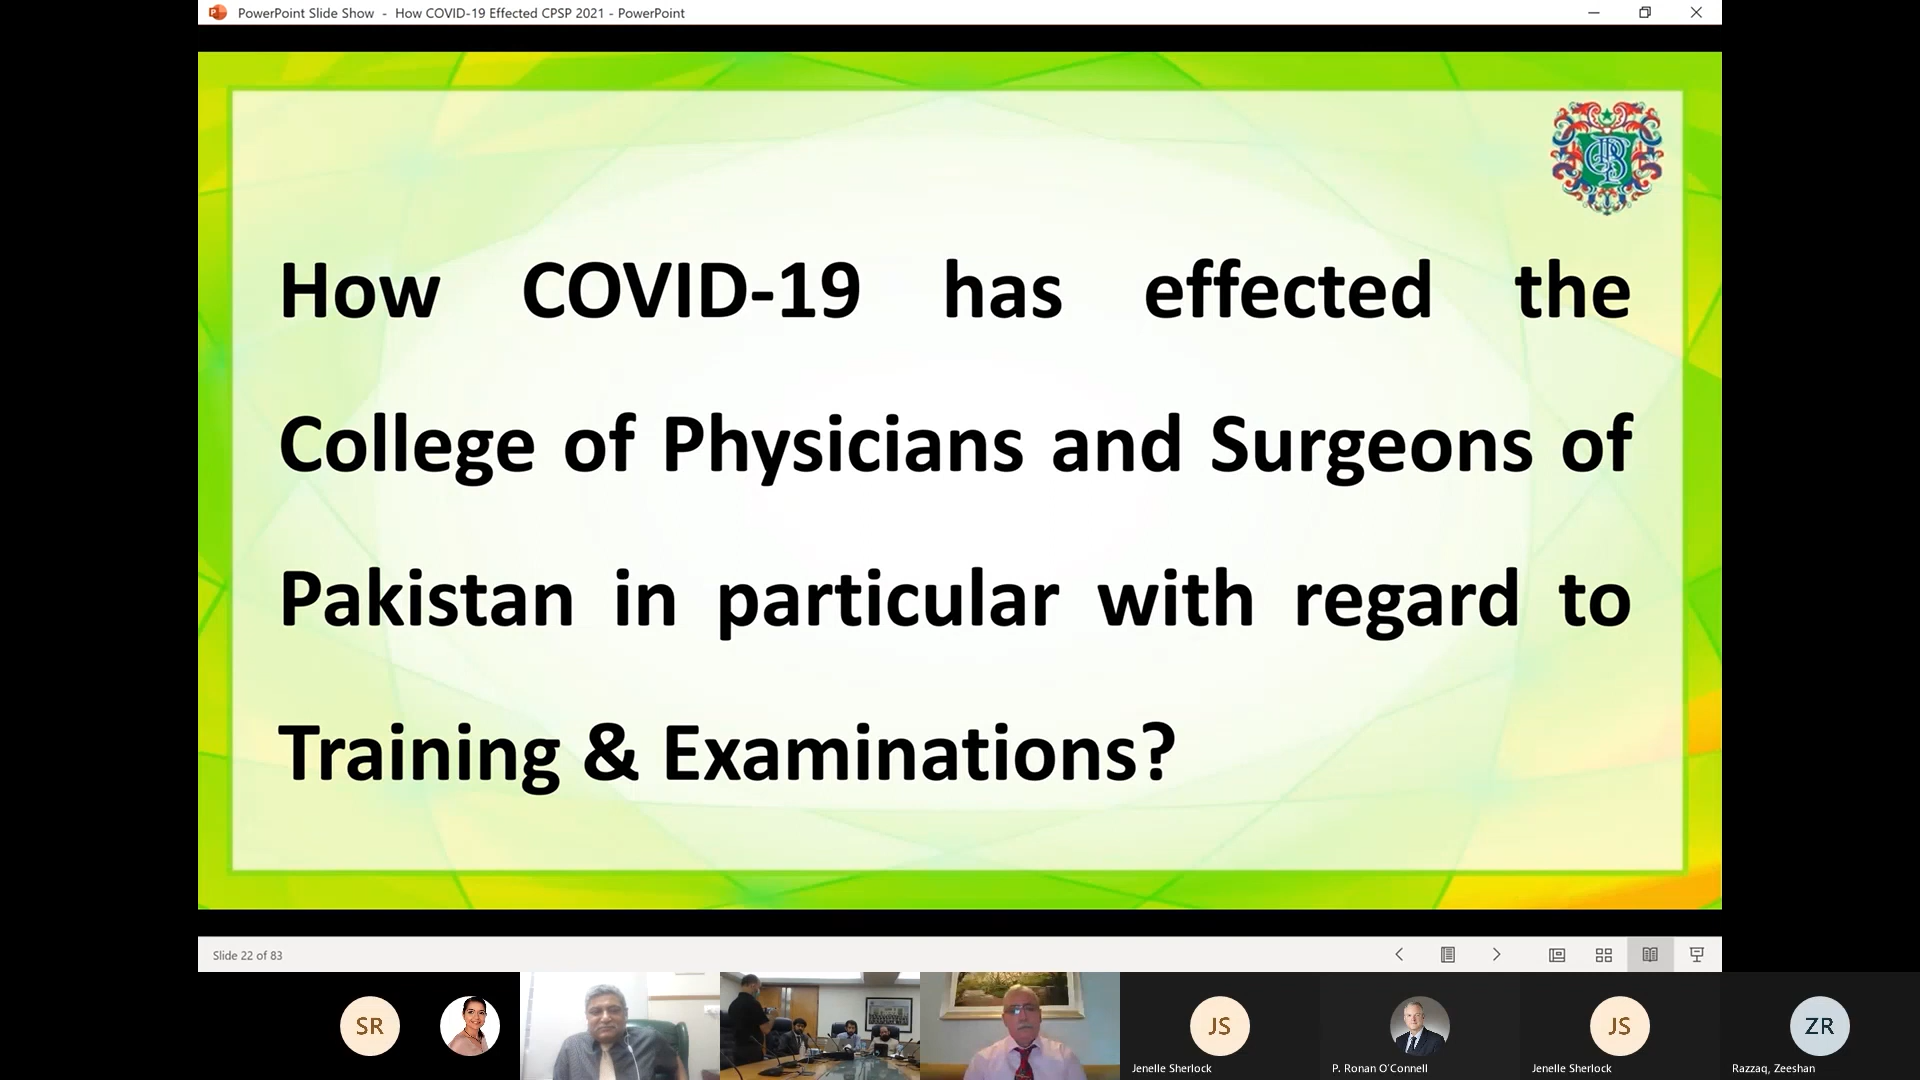 PowerPoint Slide Show - How COVID-19 Effected CPSP 2021 - PowerPoint
How COVID-19 has effected the
College of Physicians and Surgeons of
Pakistan in particular with regard to
Training & Examinations?
Slide 22 of 83
SR
JS
JS
ZR
Jenelle Sherlock
P. Ronan O'Connell
Jenelle Sherlock
Razzaq, Zeeshan